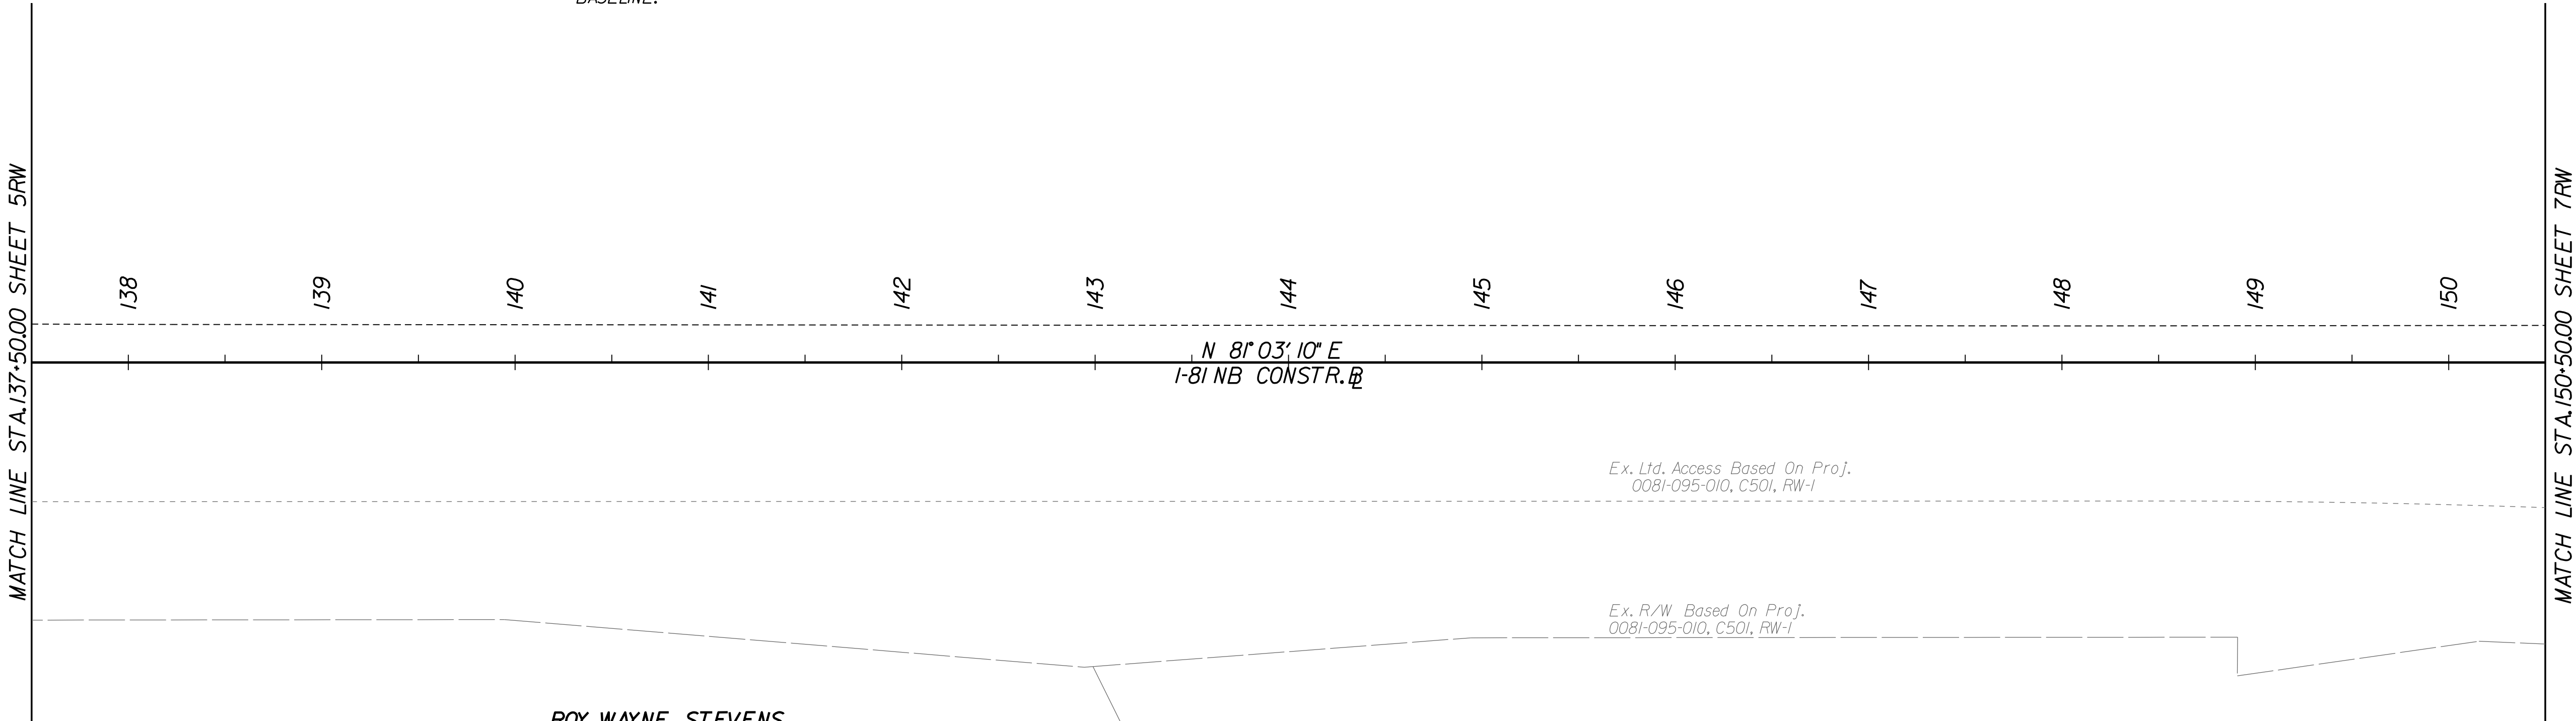 BASELINE.
MATCH LINE STA. 137+50.00 SHEET 5RW
138 139 140 141 142 143 144 145 146 147 148 149 150
N 81° 03' 10" E
I-81 NB CONSTR. BL
Ex. Ltd. Access Based On Proj.
0081-095-010, C501, RW-1
Ex. R/W Based On Proj.
0081-095-010, C501, RW-1
ROY WAYNE STEVENS
MATCH LINE STA. 150+50.00 SHEET 7RW